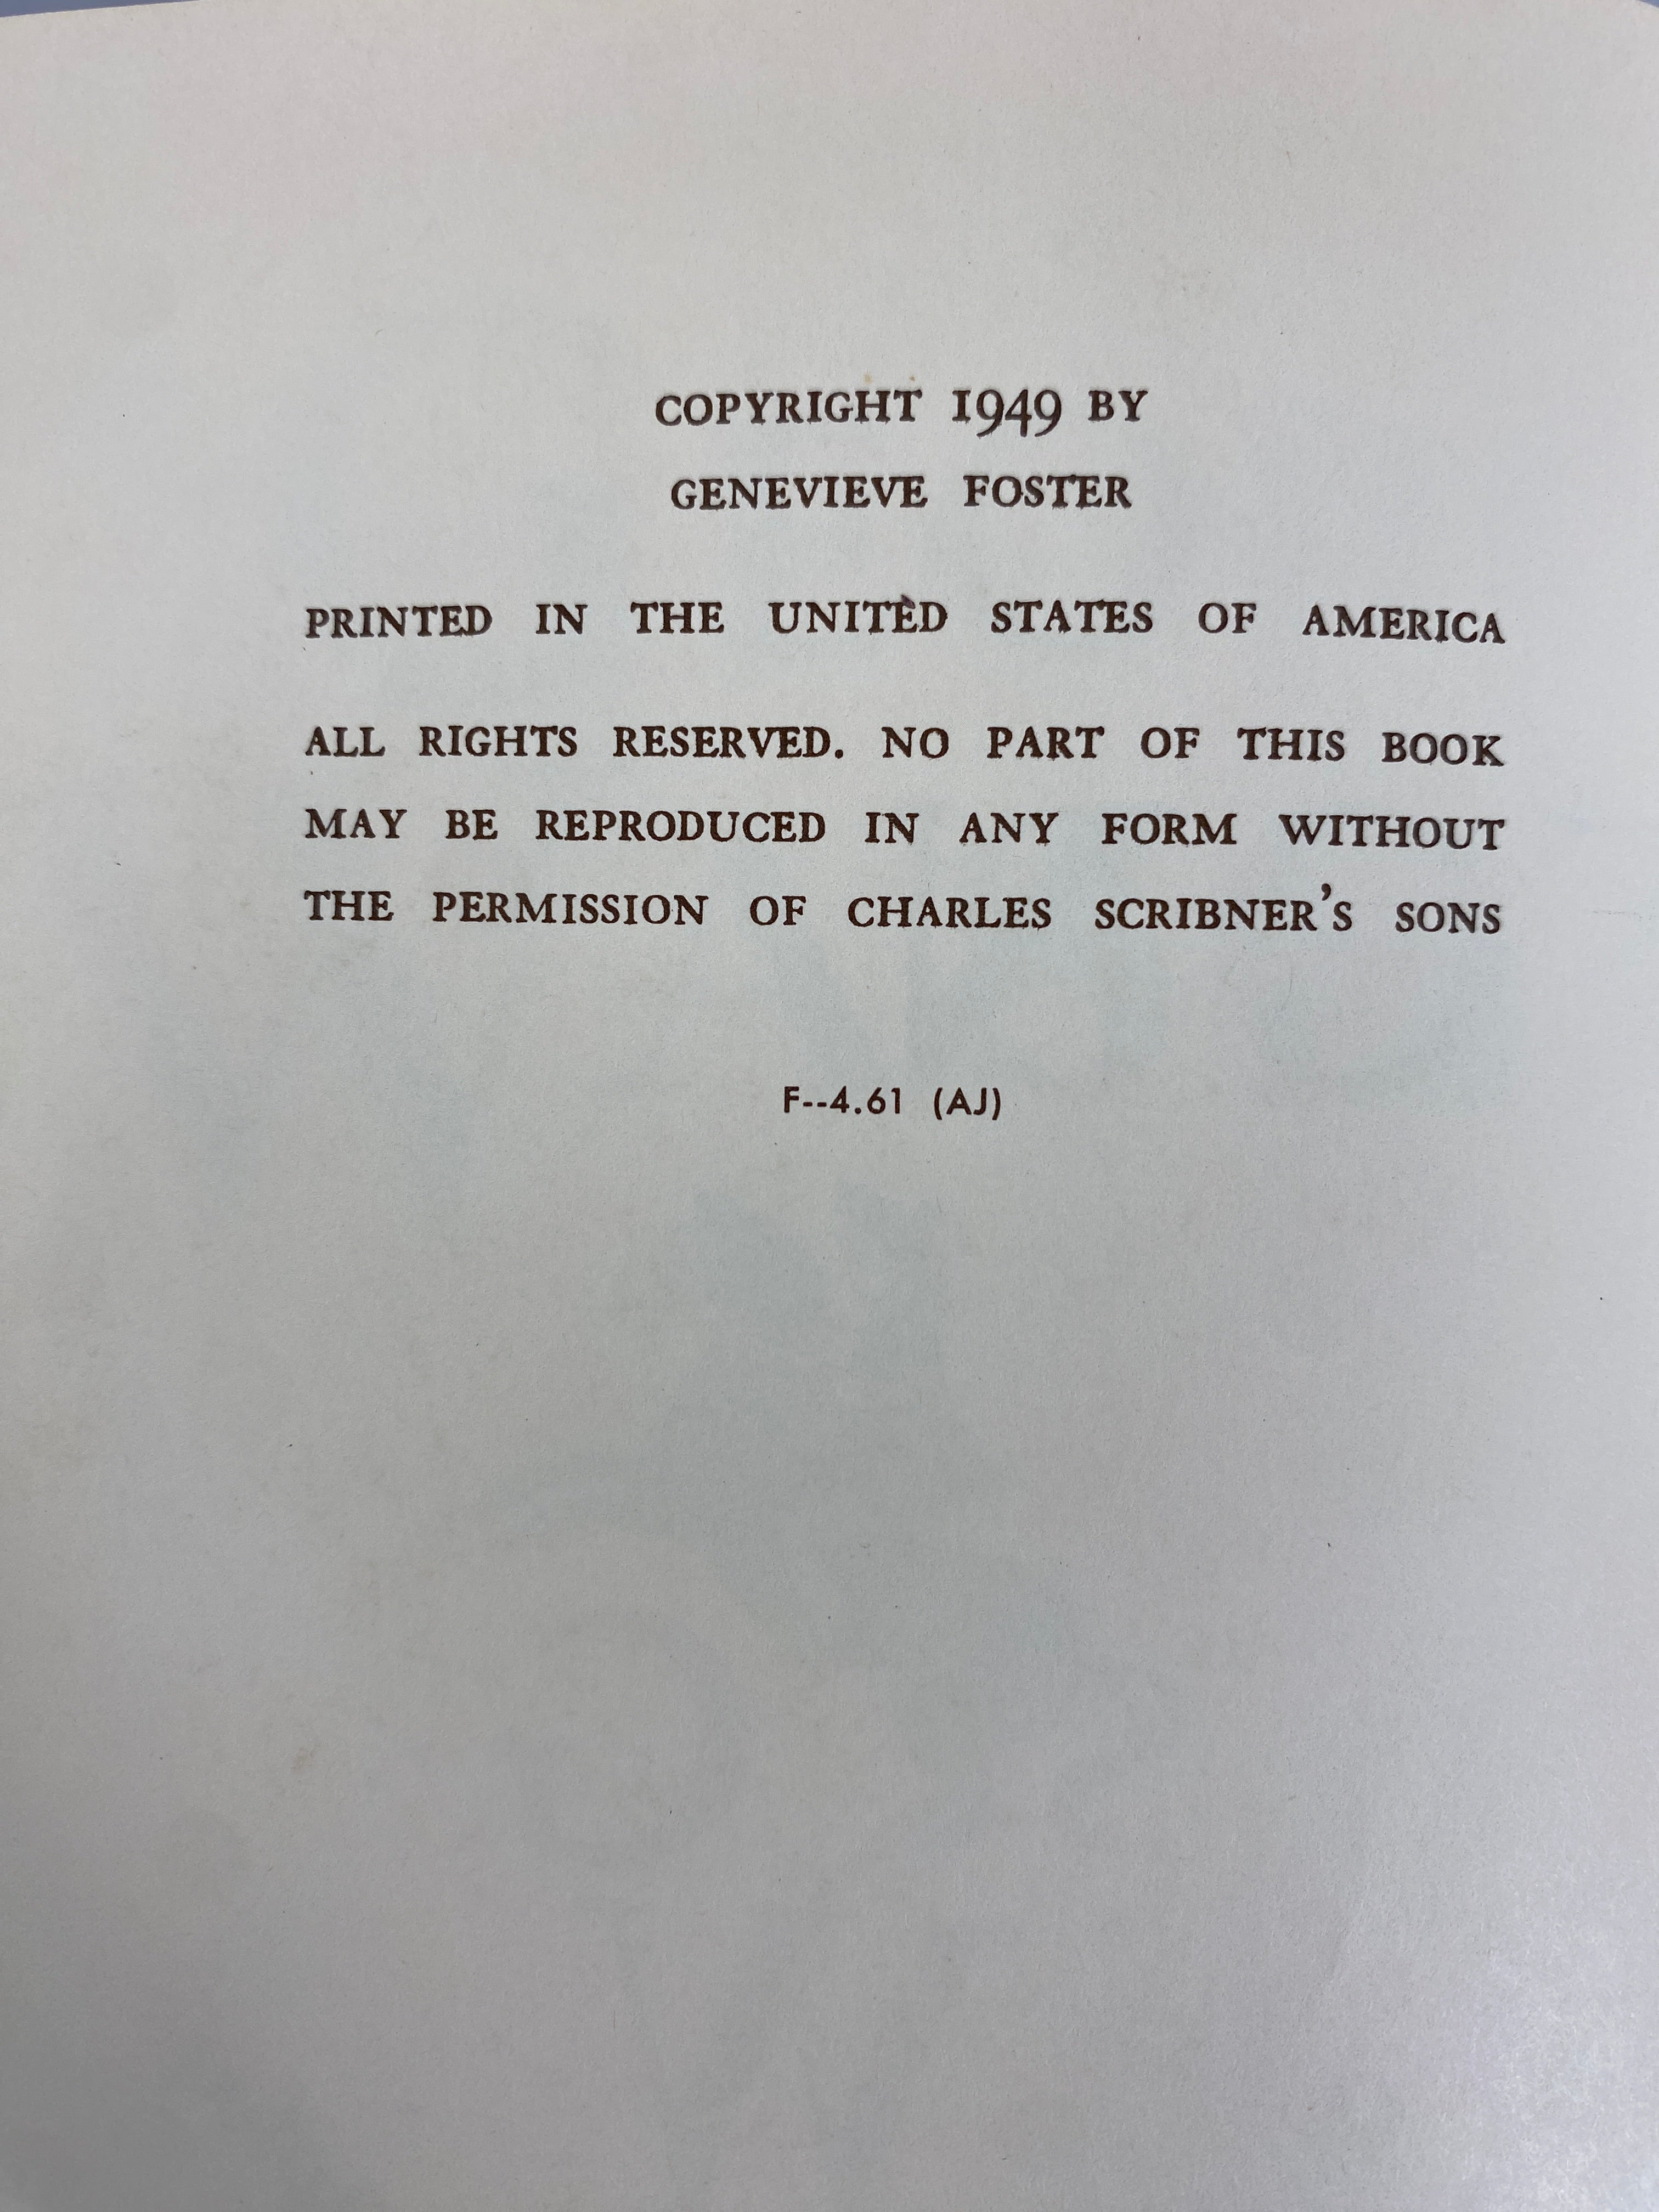 COPYRIGHT 1949 BY
GENEVIEVE FOSTER
PRINTED IN THE UNITED STATES OF AMERICA
ALL RIGHTS RESERVED. NO PART OF THIS BOOK
MAY BE REPRODUCED IN ANY FORM WITHOUT
THE PERMISSION OF CHARLES SCRIBNER'S SONS
F--4.61 (AJ)